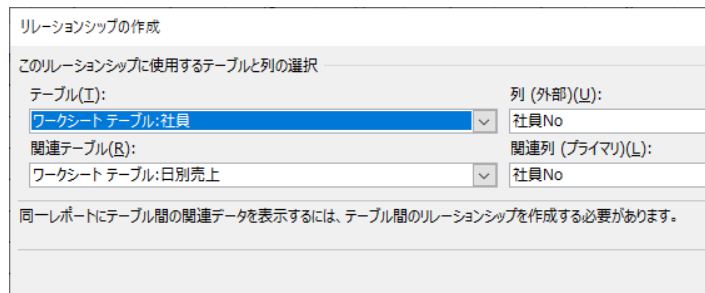 リレーションシップの作成
このリレーションシップに使用するテーブルと列の選択
テーブル(T): 列 (外部)(U):
ワークシート テーブル:社員 社員No
関連テーブル(R): 関連列 (プライマリ)(L):
ワークシート テーブル:日別売上 社員No
同一レポートにテーブル間の関連データを表示するには、テーブル間のリレーションシップを作成する必要があります。